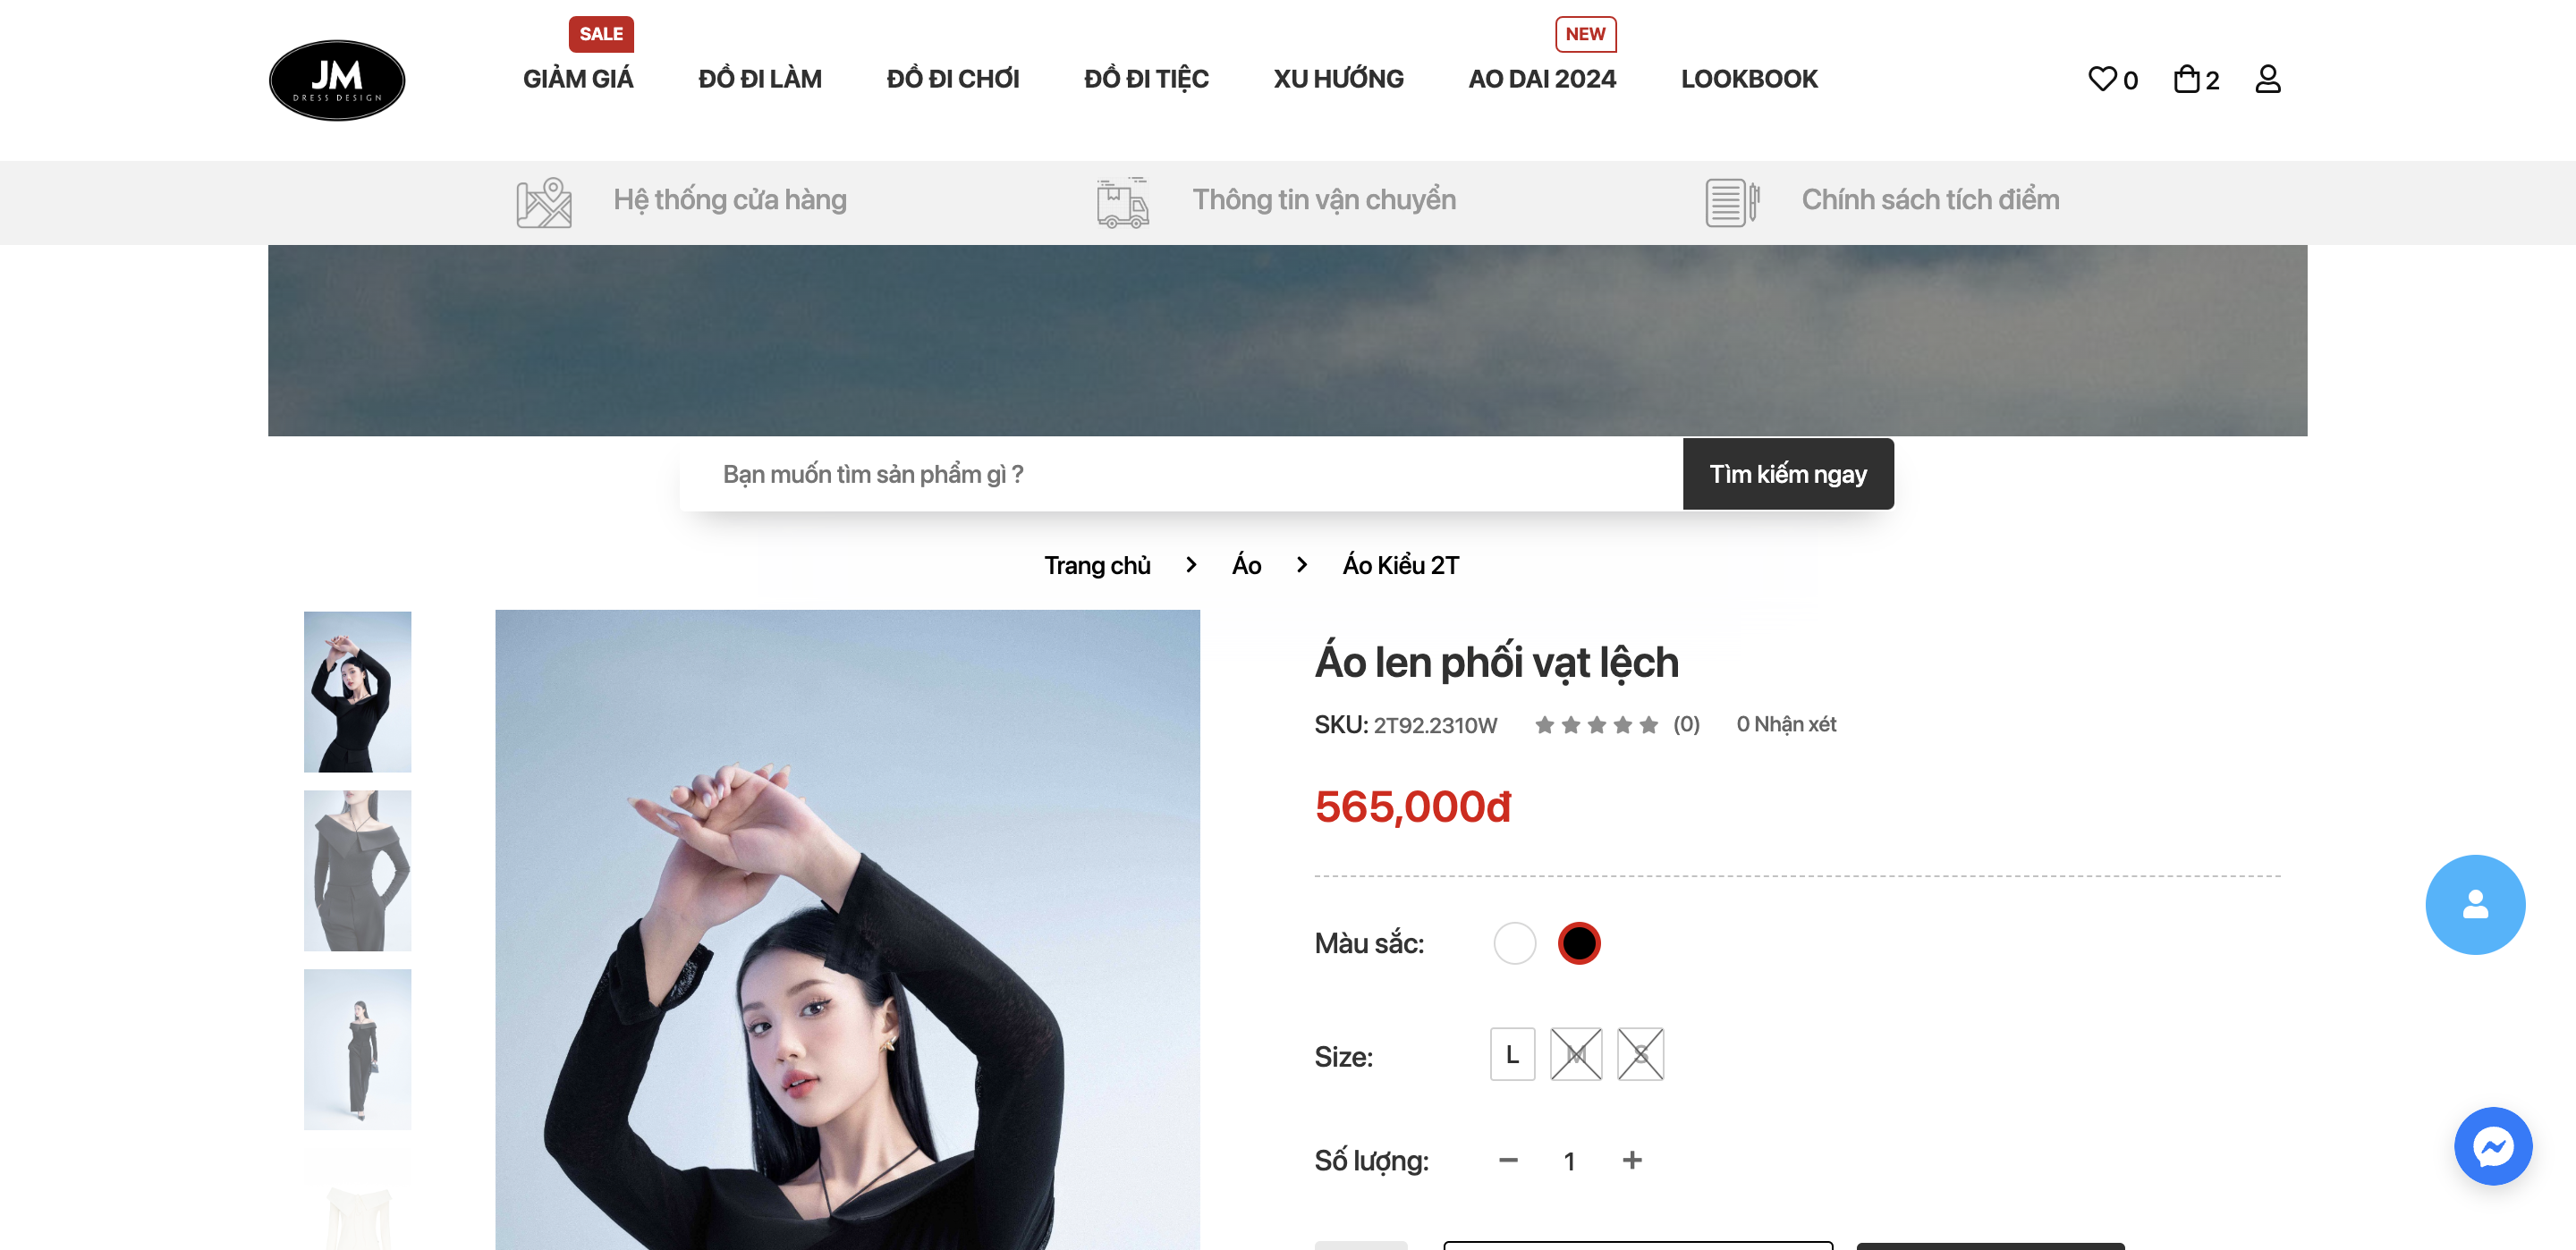 SALE
NEW
JM
DRESS DESIGN
GIẢM GIÁ
ĐỒ ĐI LÀM
ĐỒ ĐI CHƠI
ĐỒ ĐI TIỆC
XU HƯỚNG
AO DAI 2024
LOOKBOOK
0
2
Hệ thống cửa hàng
Thông tin vận chuyển
Chính sách tích điểm
Bạn muốn tìm sản phẩm gì ?
Tìm kiếm ngay
Trang chủ > Áo > Áo Kiểu 2T
Áo len phối vạt lệch
SKU: 2T92.2310W
(0)
0 Nhận xét
565,000đ
Màu sắc:
Size:
L
M
S
Số lượng:
− 1 +